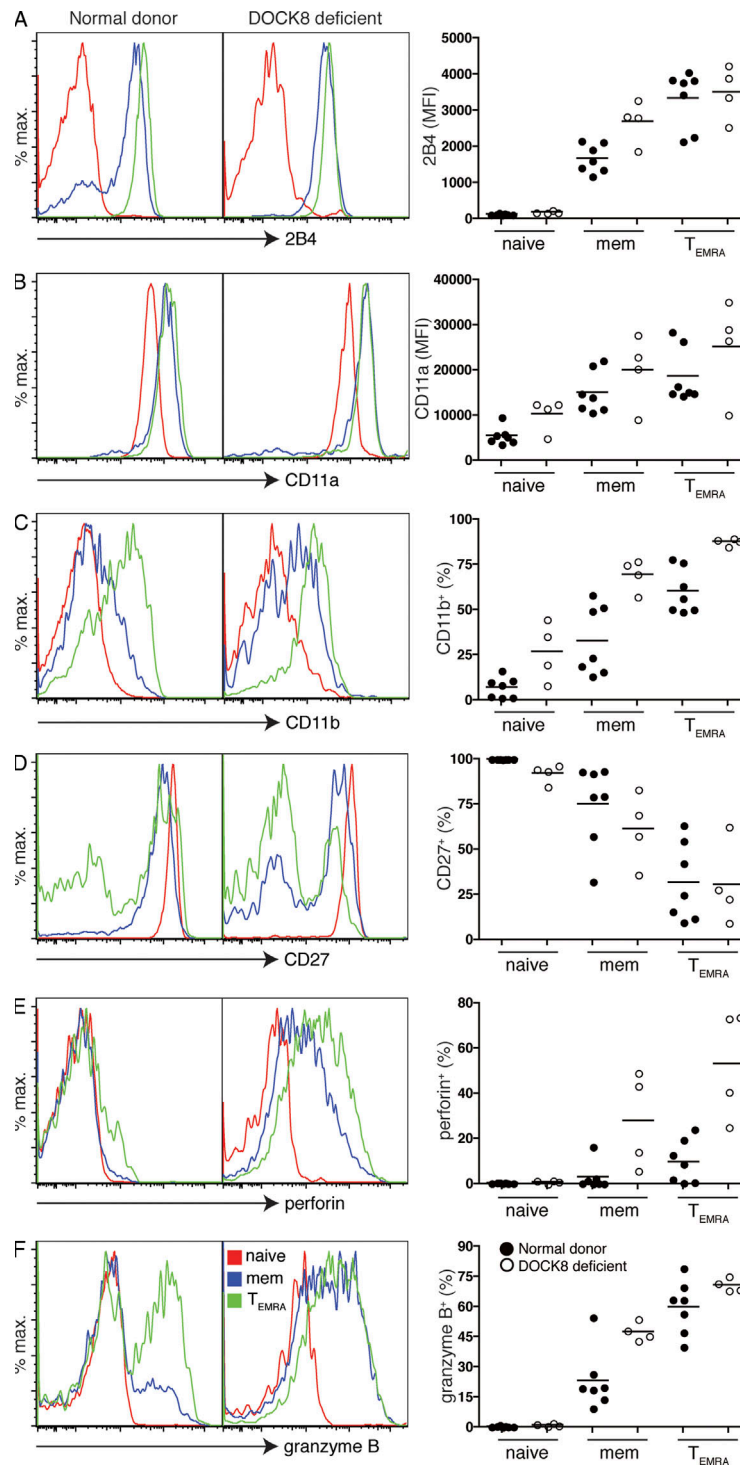 A
Normal donor DOCK8 deficient
% max.
2B4
2B4 (MFI)
5000
4000
3000
2000
1000
0
naive mem TEMRA
B
% max.
CD11a
CD11a (MFI)
40000
30000
20000
10000
0
naive mem TEMRA
C
% max.
CD11b
CD11b+ (%)
100
75
50
25
0
naive mem TEMRA
D
% max.
CD27
CD27+ (%)
100
75
50
25
0
naive mem TEMRA
E
% max.
perforin
perforin+ (%)
80
60
40
20
0
naive mem TEMRA
F
% max.
naive
mem
TEMRA
granzyme B
granzyme B+ (%)
Normal donor
DOCK8 deficient
90
75
60
45
30
15
0
naive mem TEMRA